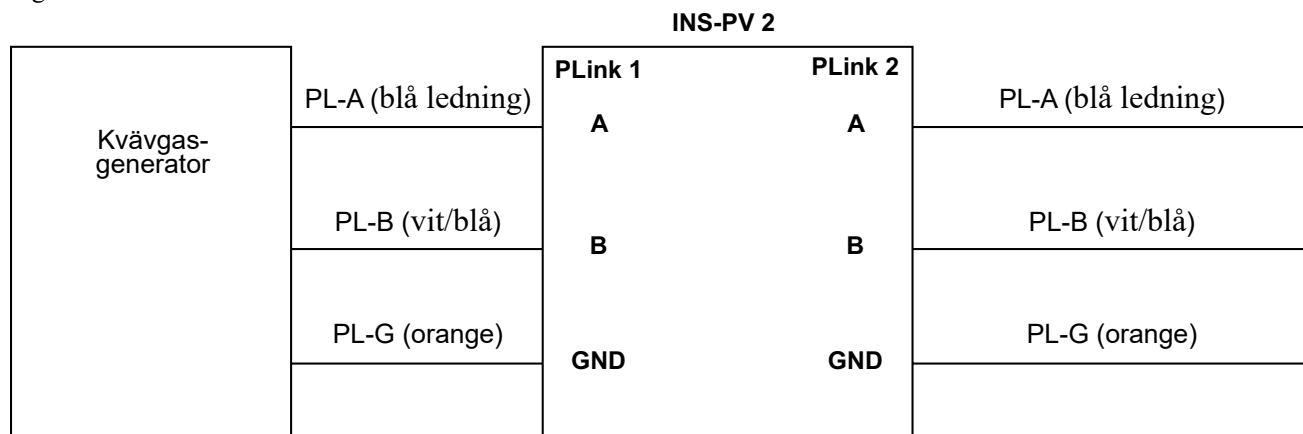 INS-PV 2
PLink 1
PLink 2
PL-A (blå ledning)
A
A
PL-A (blå ledning)
Kvävgas-
generator
PL-B (vit/blå)
B
B
PL-B (vit/blå)
PL-G (orange)
GND
GND
PL-G (orange)